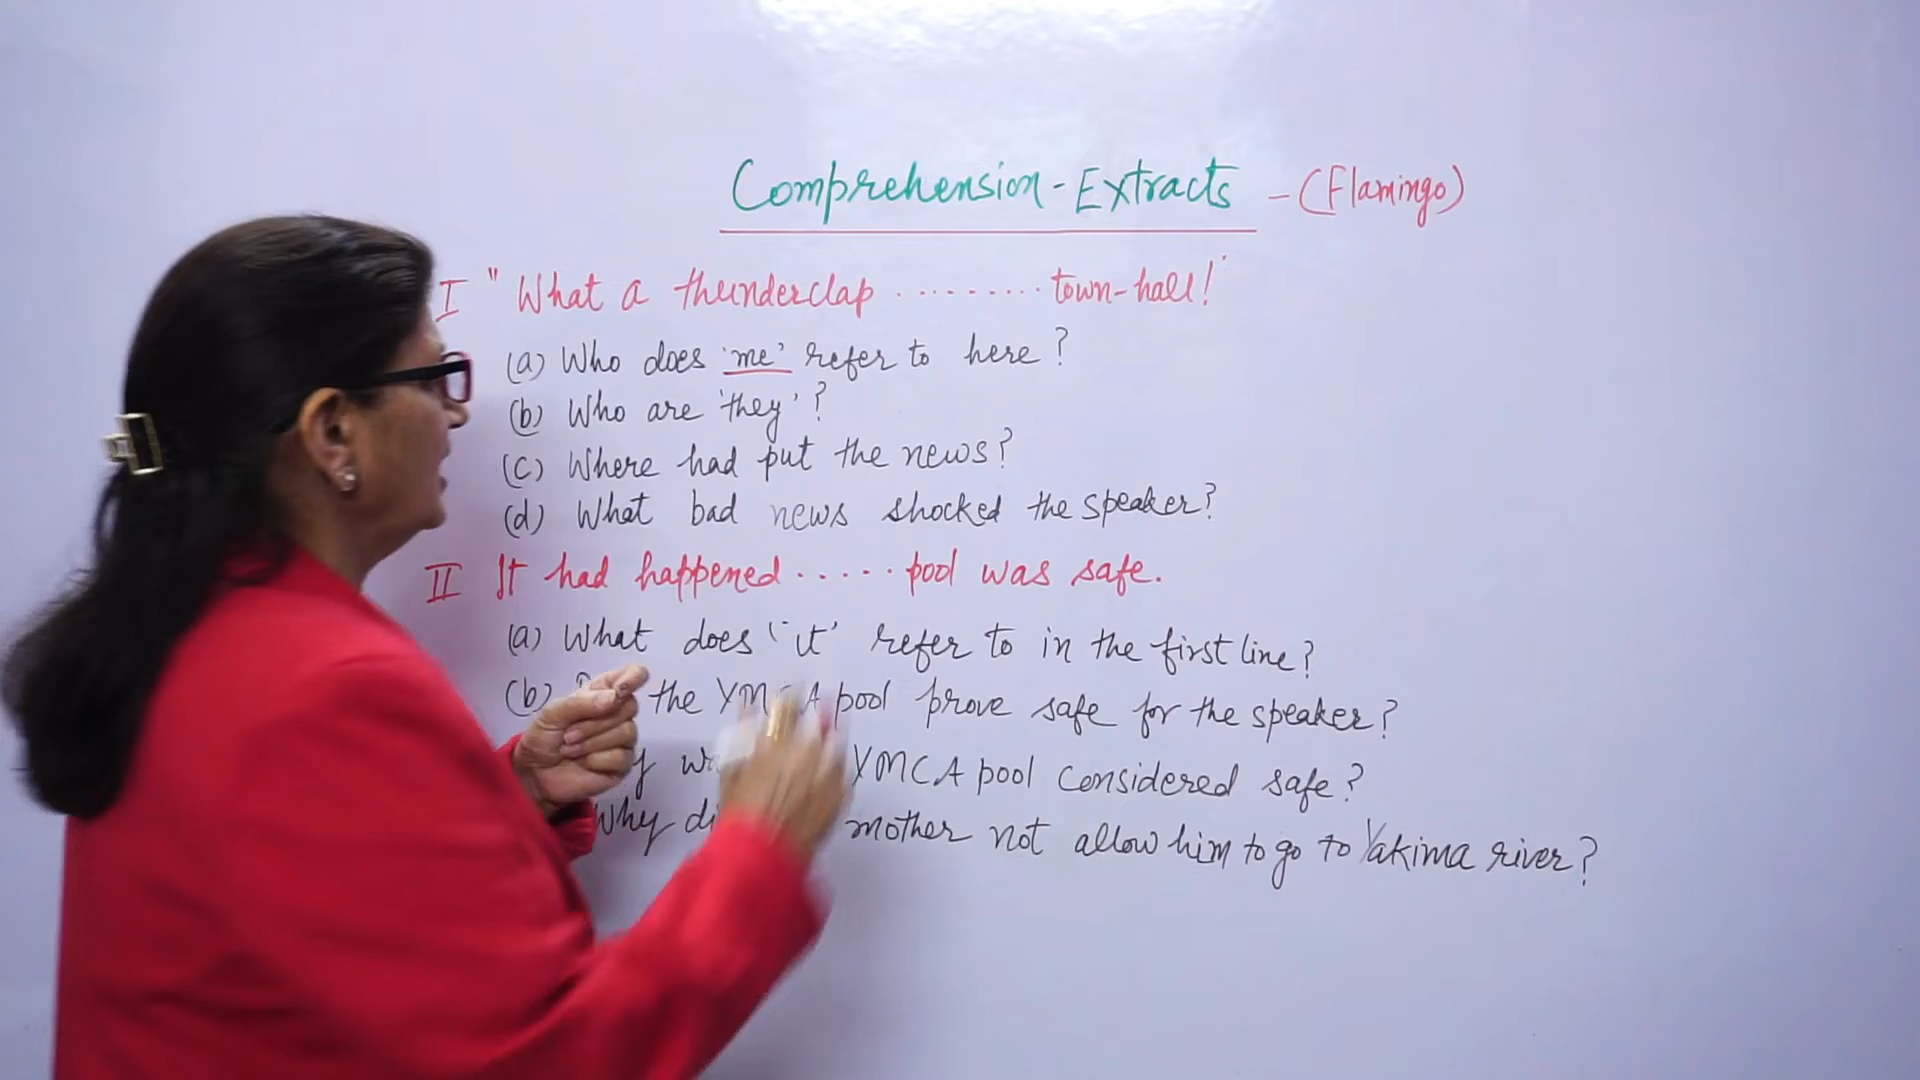 Comprehension - Extracts - (Flamingo)
I "What a thunderclap ......... town-hall!"
(a) Who does 'me' refer to here?
(b) Who are 'they'?
(c) Where had put the news?
(d) What bad news shocked the speaker?
II It had happened ..... pool was safe.
(a) What does 'it' refer to in the first line?
(b) the YMCA pool prove safe for the speaker?
YMCA pool considered safe?
Why mother not allow him to go to Yakima river?